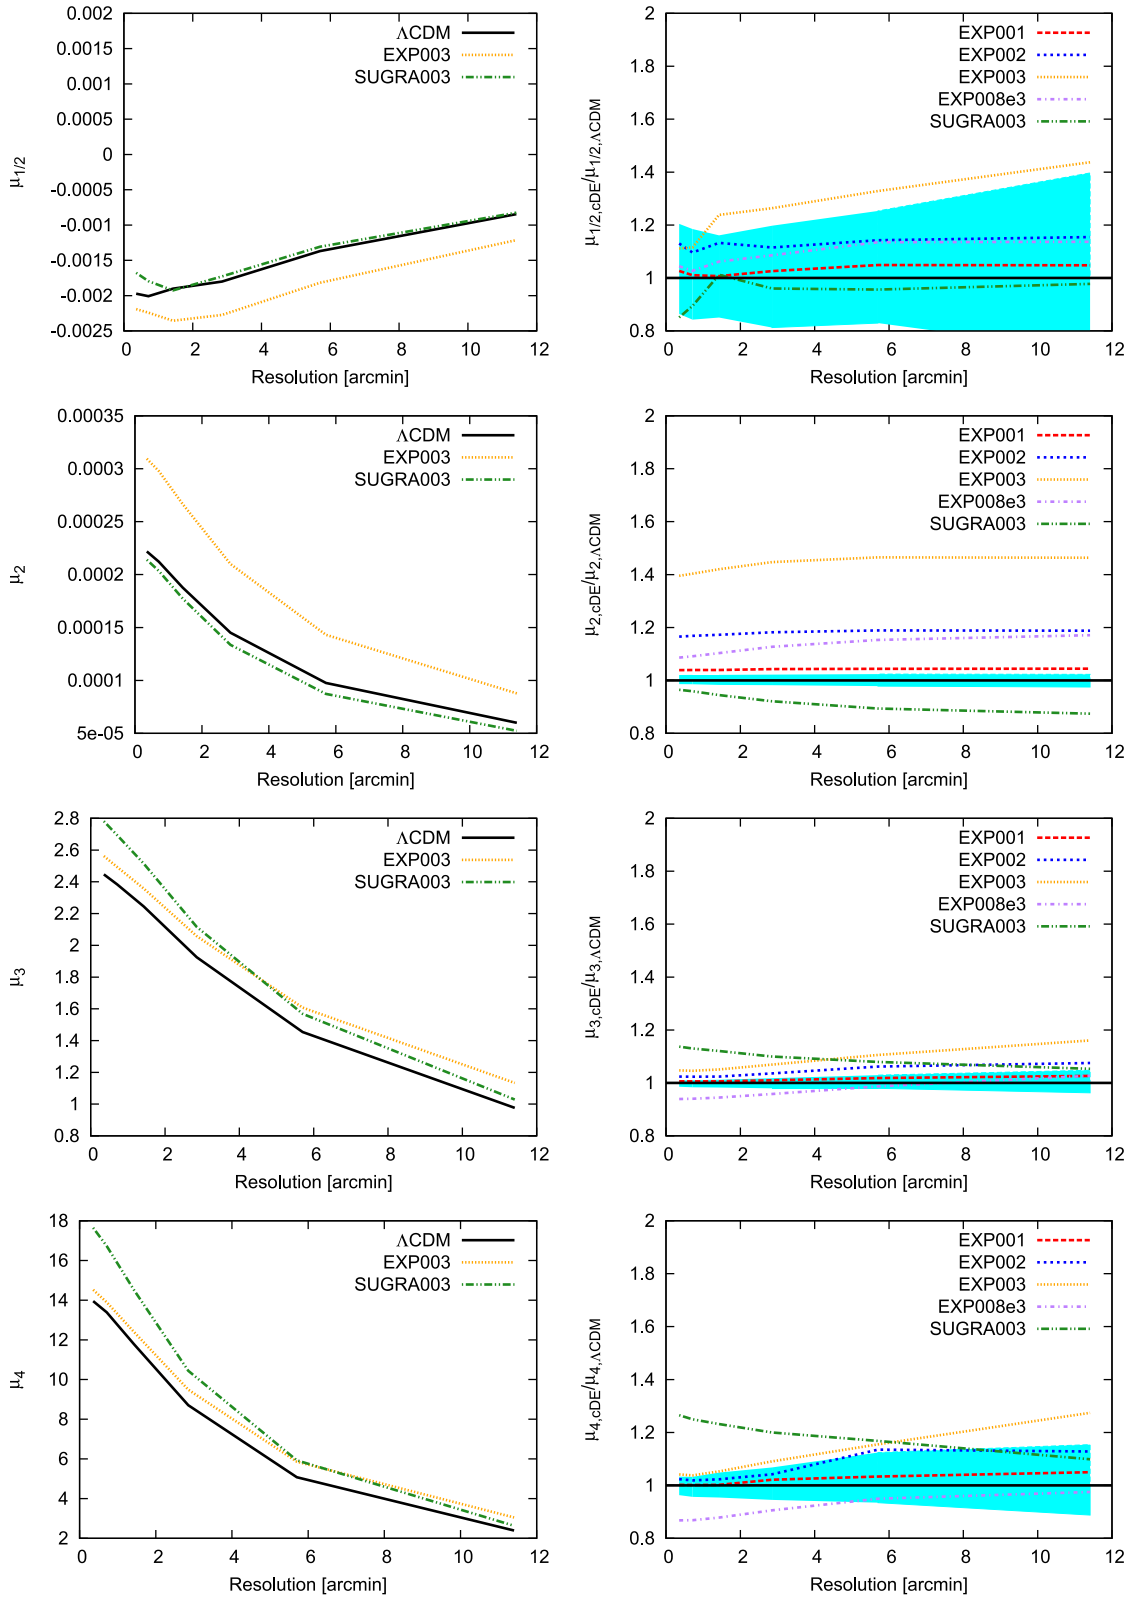 0.002
0.0015
0.001
0.0005
0
-0.0005
-0.001
-0.0015
-0.002
-0.0025
μ1/2
ΛCDM
EXP003
SUGRA003
0 2 4 6 8 10 12
Resolution [arcmin]
2
1.8
1.6
1.4
1.2
1
0.8
μ1/2,cDE/μ1/2,ΛCDM
EXP001
EXP002
EXP003
EXP008e3
SUGRA003
0 2 4 6 8 10 12
Resolution [arcmin]
0.00035
0.0003
0.00025
0.0002
0.00015
0.0001
5e-05
μ2
ΛCDM
EXP003
SUGRA003
0 2 4 6 8 10 12
Resolution [arcmin]
2
1.8
1.6
1.4
1.2
1
0.8
μ2,cDE/μ2,ΛCDM
EXP001
EXP002
EXP003
EXP008e3
SUGRA003
0 2 4 6 8 10 12
Resolution [arcmin]
2.8
2.6
2.4
2.2
2
1.8
1.6
1.4
1.2
1
0.8
μ3
ΛCDM
EXP003
SUGRA003
0 2 4 6 8 10 12
Resolution [arcmin]
2
1.8
1.6
1.4
1.2
1
0.8
μ3,cDE/μ3,ΛCDM
EXP001
EXP002
EXP003
EXP008e3
SUGRA003
0 2 4 6 8 10 12
Resolution [arcmin]
18
16
14
12
10
8
6
4
2
μ4
ΛCDM
EXP003
SUGRA003
0 2 4 6 8 10 12
Resolution [arcmin]
2
1.8
1.6
1.4
1.2
1
0.8
μ4,cDE/μ4,ΛCDM
EXP001
EXP002
EXP003
EXP008e3
SUGRA003
0 2 4 6 8 10 12
Resolution [arcmin]